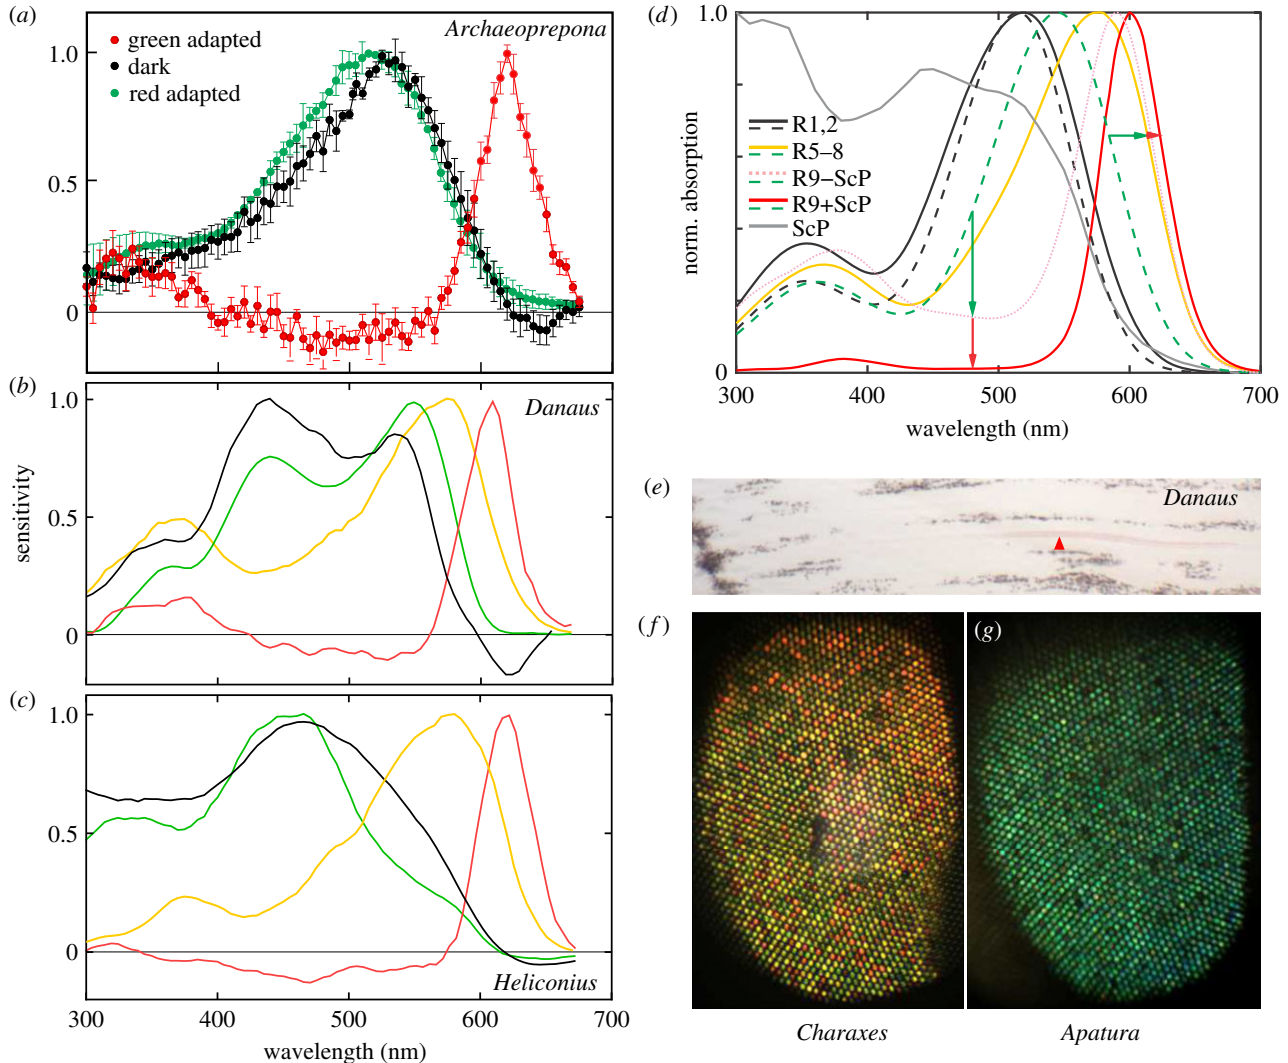 (a)
Archaeoprepona
green adapted
dark
red adapted
1.0
0.5
0
(b)
Danaus
1.0
0.5
0
sensitivity
(c)
1.0
0.5
0
Heliconius
300 400 500 600 700
wavelength (nm)
(d)
1.0
0
norm. absorption
R1,2
R5–8
R9–ScP
R9+ScP
ScP
300 400 500 600 700
wavelength (nm)
(e)
Danaus
(f)
(g)
Charaxes
Apatura